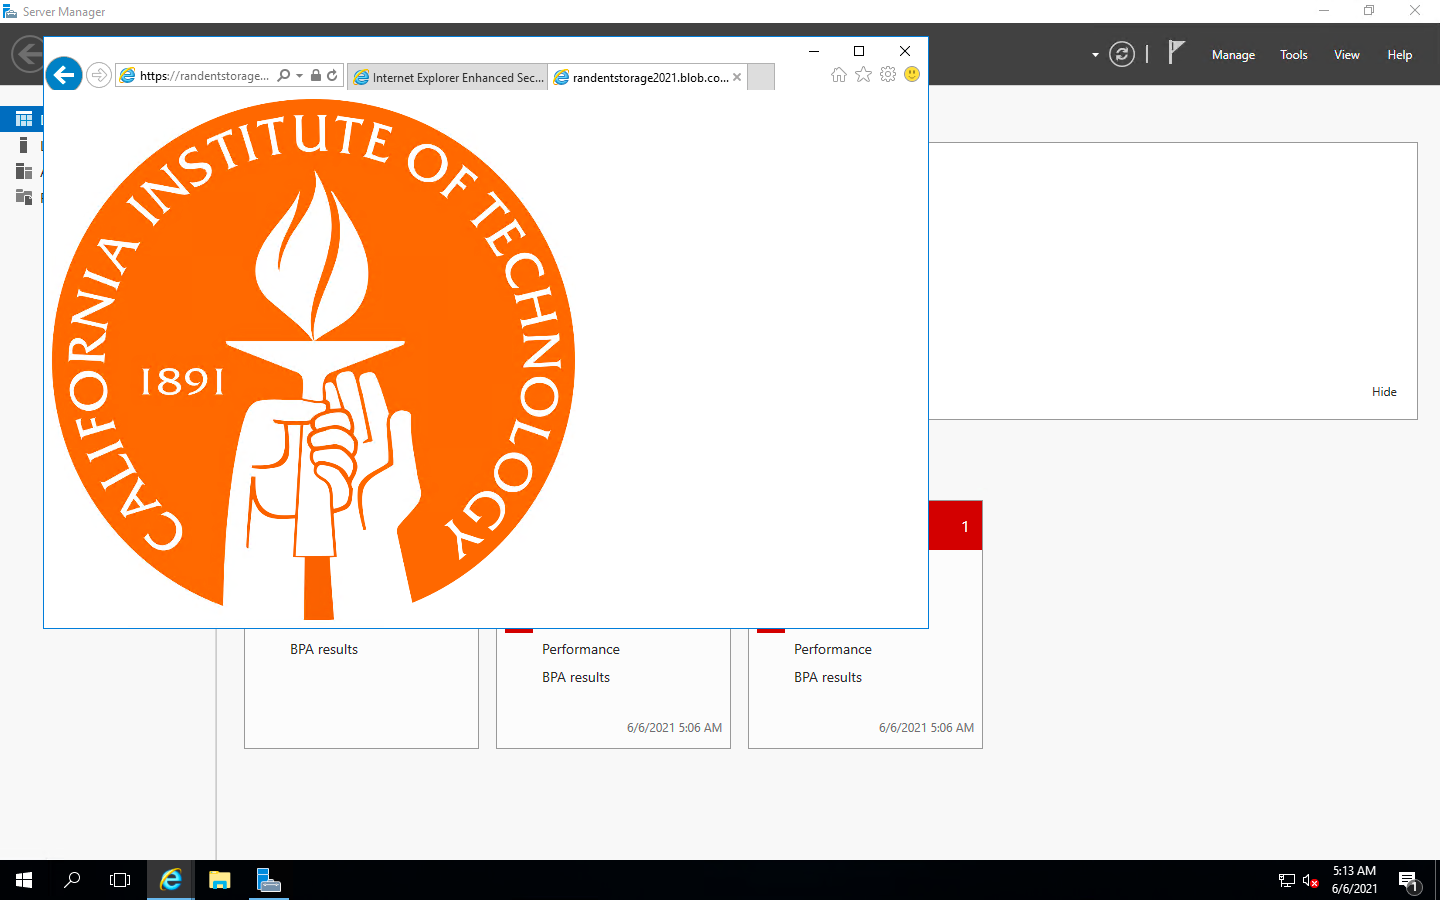 Server Manager
Manage
Tools
View
Help
https://randentstorage...
Internet Explorer Enhanced Sec...
randentstorage2021.blob.co...
CALIFORNIA INSTITUTE OF TECHNOLOGY
1891
Hide
1
BPA results
Performance
BPA results
6/6/2021 5:06 AM
Performance
BPA results
6/6/2021 5:06 AM
5:13 AM
6/6/2021
1